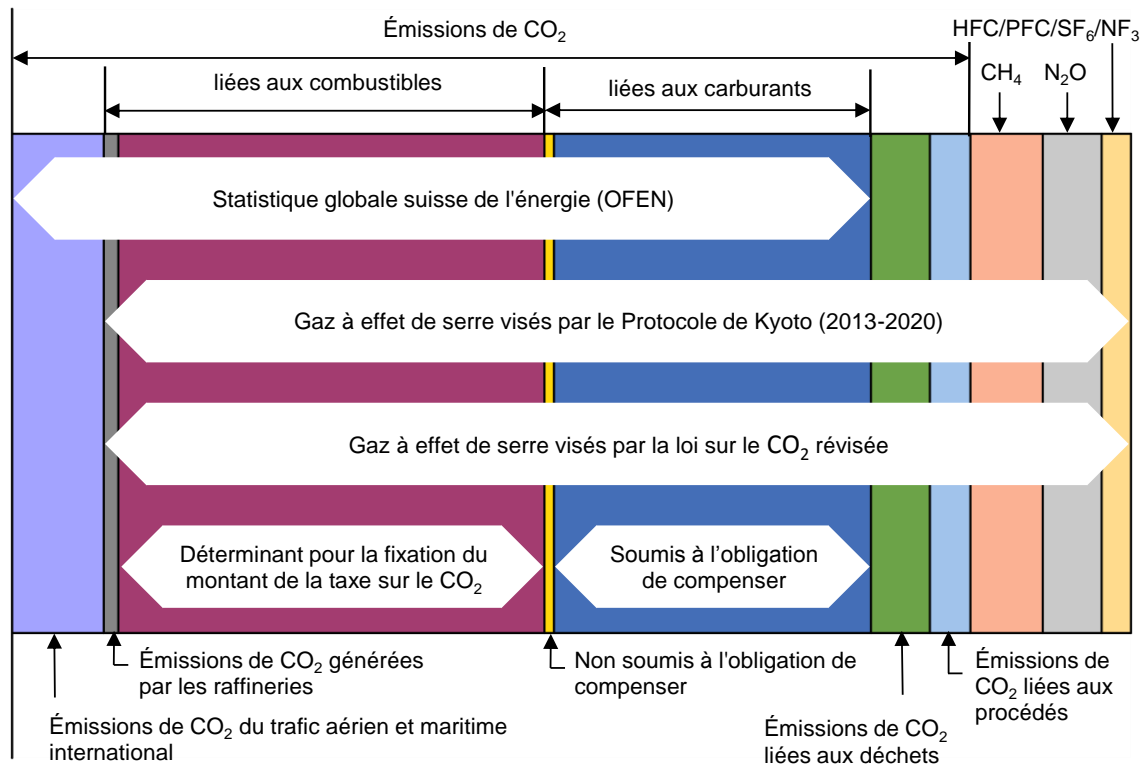 Émissions de CO₂
HFC/PFC/SF₆/NF₃
liées aux combustibles
liées aux carburants
CH₄
N₂O
Statistique globale suisse de l'énergie (OFEN)
Gaz à effet de serre visés par le Protocole de Kyoto (2013-2020)
Gaz à effet de serre visés par la loi sur le CO₂ révisée
Déterminant pour la fixation du
montant de la taxe sur le CO₂
Soumis à l’obligation
de compenser
Émissions de CO₂ générées
par les raffineries
Non soumis à l'obligation de
compenser
Émissions de
CO₂ liées aux
procédés
Émissions de CO₂ du trafic aérien et maritime
international
Émissions de CO₂
liées aux déchets